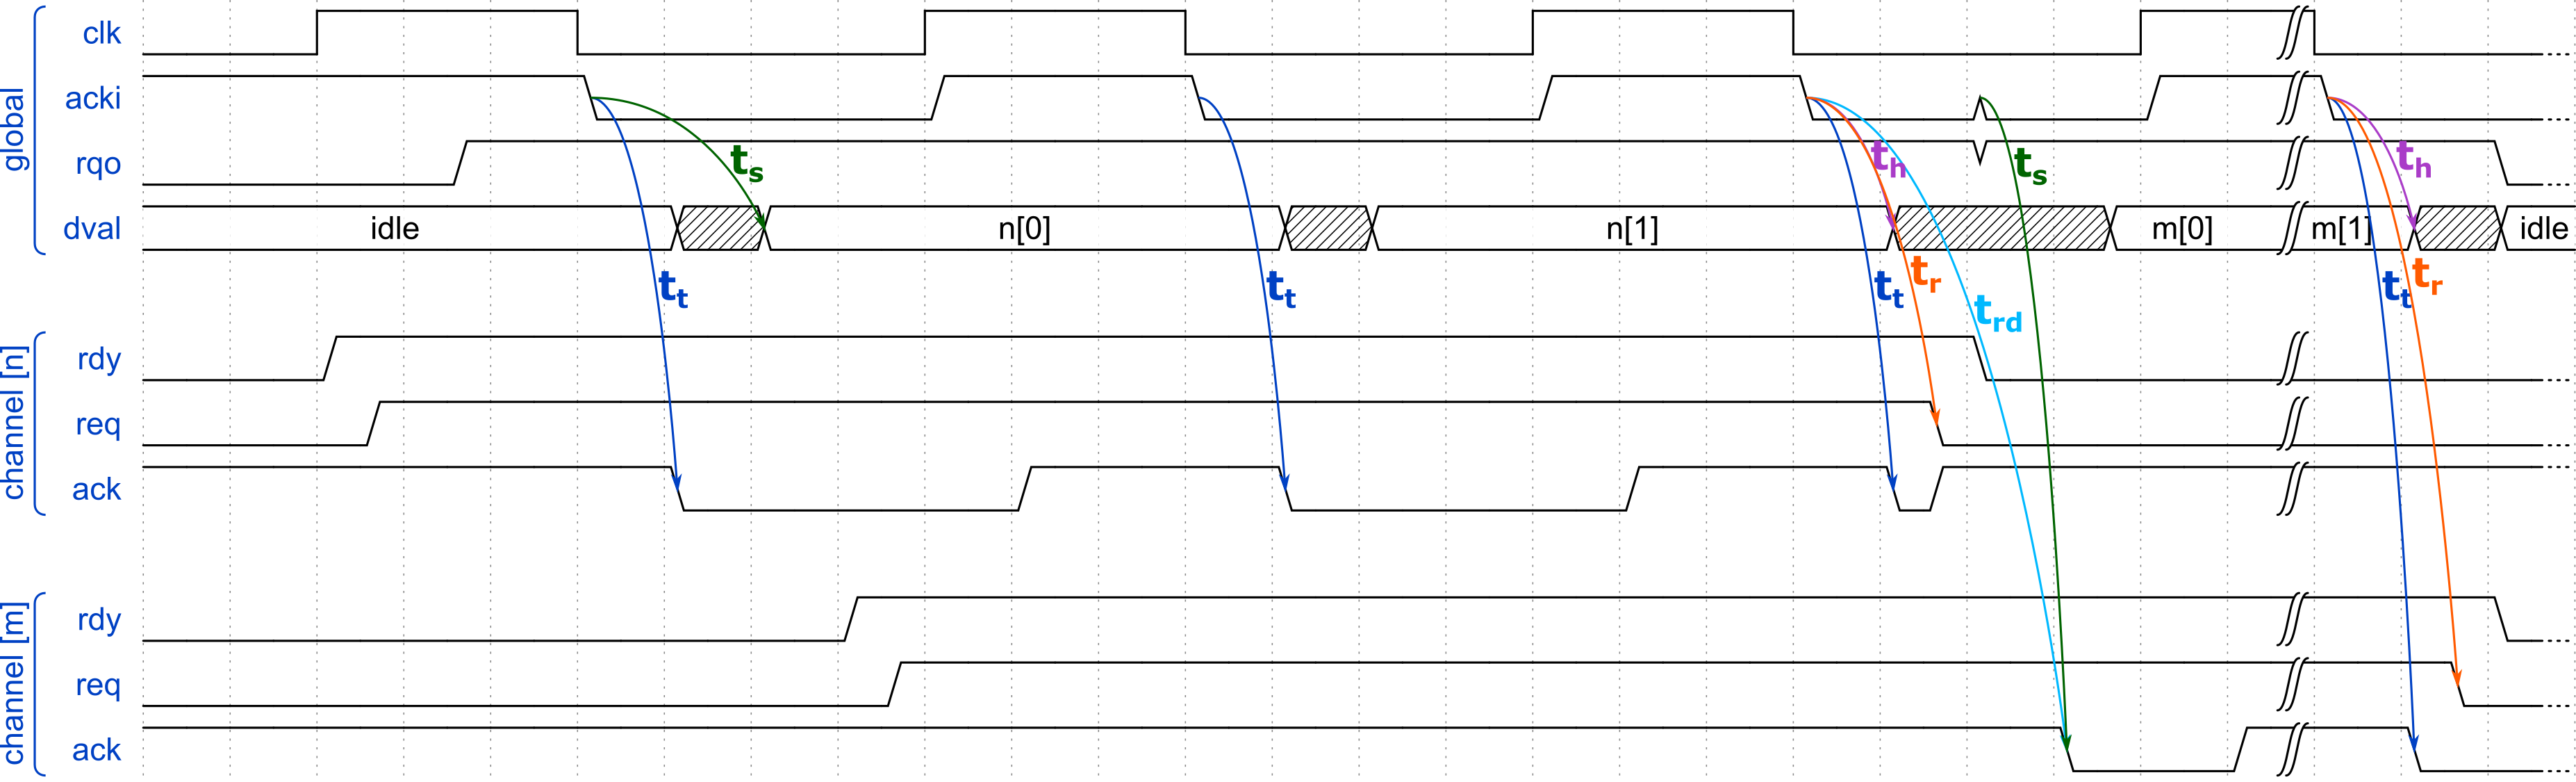 global
clk
acki
rqo
ts
th
ts
th
dval
idle
n[0]
n[1]
m[0]
m[1]
idle
tt
tt
tt
tr
trd
tt
tr
channel [n]
rdy
req
ack
channel [m]
rdy
req
ack